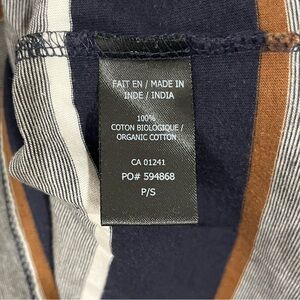 FAIT EN / MADE IN
INDE / INDIA
100%
COTON BIOLOGIQUE /
ORGANIC COTTON
CA 01241
PO# 594868
P/S